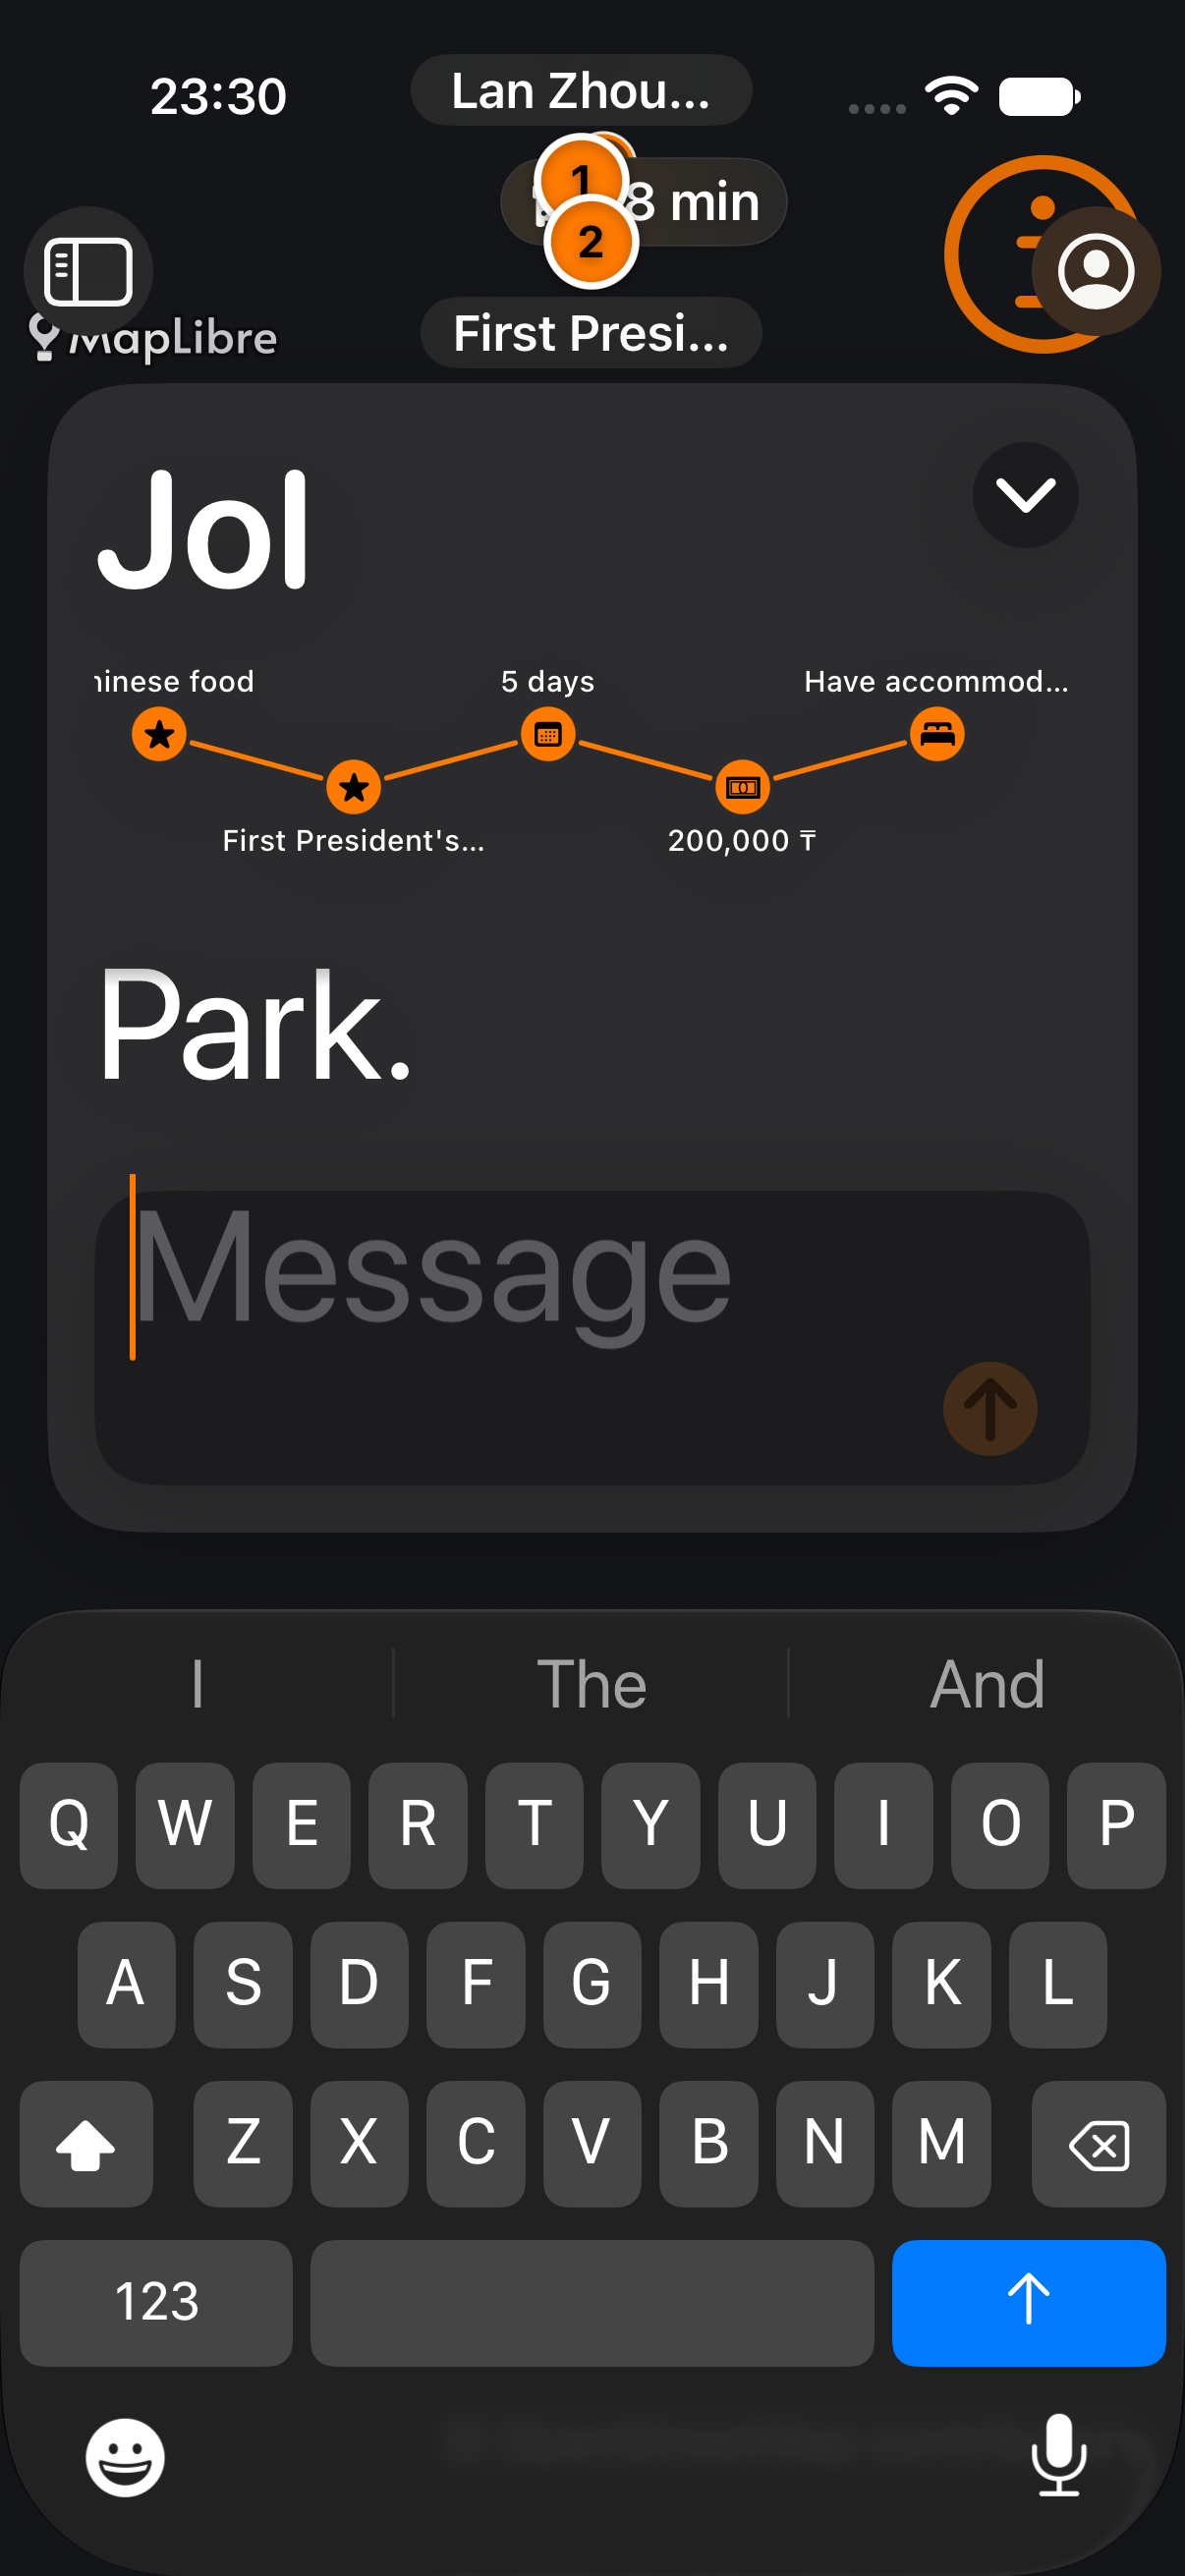 23:30
Lan Zhou...
1
8 min
2
MapLibre
First Presi...
Jol
hinese food
5 days
Have accommod...
First President's...
200,000 ₸
Park.
Message
I The And
Q W E R T Y U I O P
A S D F G H J K L
Z X C V B N M
123